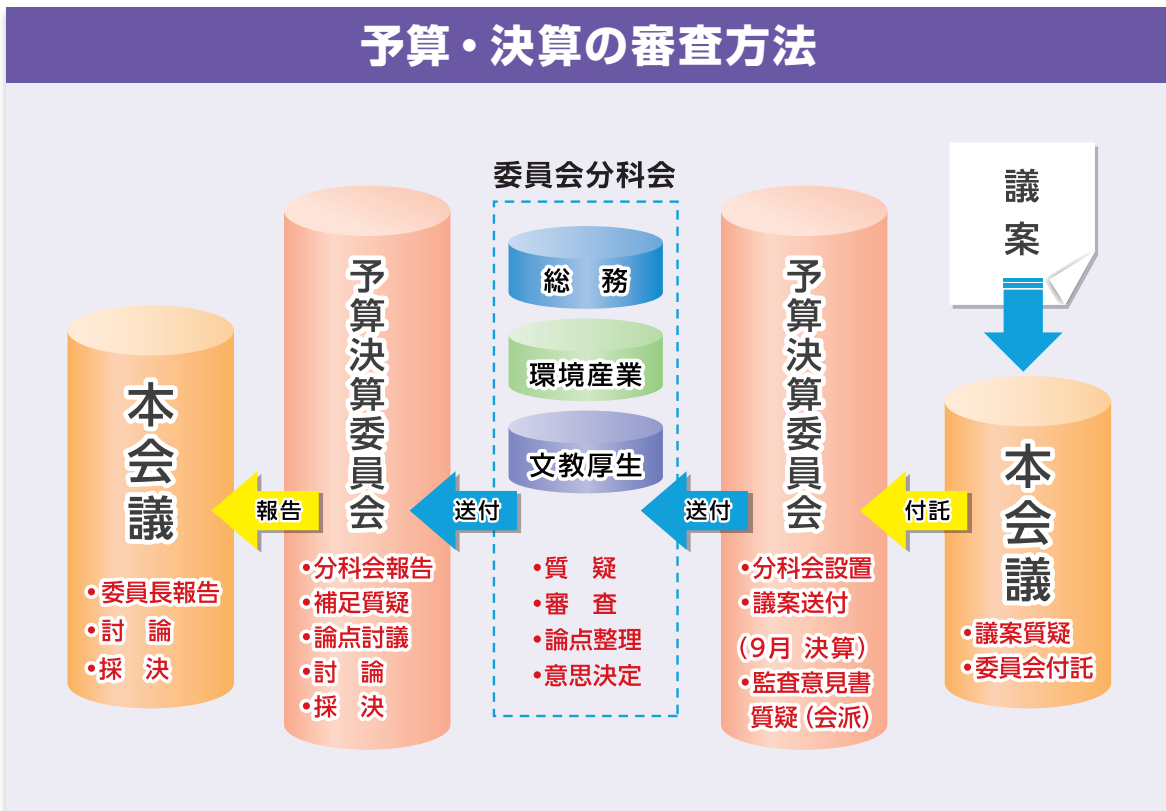 予算・決算の審査方法
議案
本会議
・議案質疑
・委員会付託
付託
予算決算委員会
・分科会設置
・議案送付
(9月 決算)
・監査意見書
質疑(会派)
送付
委員会分科会
総 務
環境産業
文教厚生
・質 疑
・審 査
・論点整理
・意思決定
送付
予算決算委員会
・分科会報告
・補足質疑
・論点討議
・討 論
・採 決
報告
本会議
・委員長報告
・討 論
・採 決